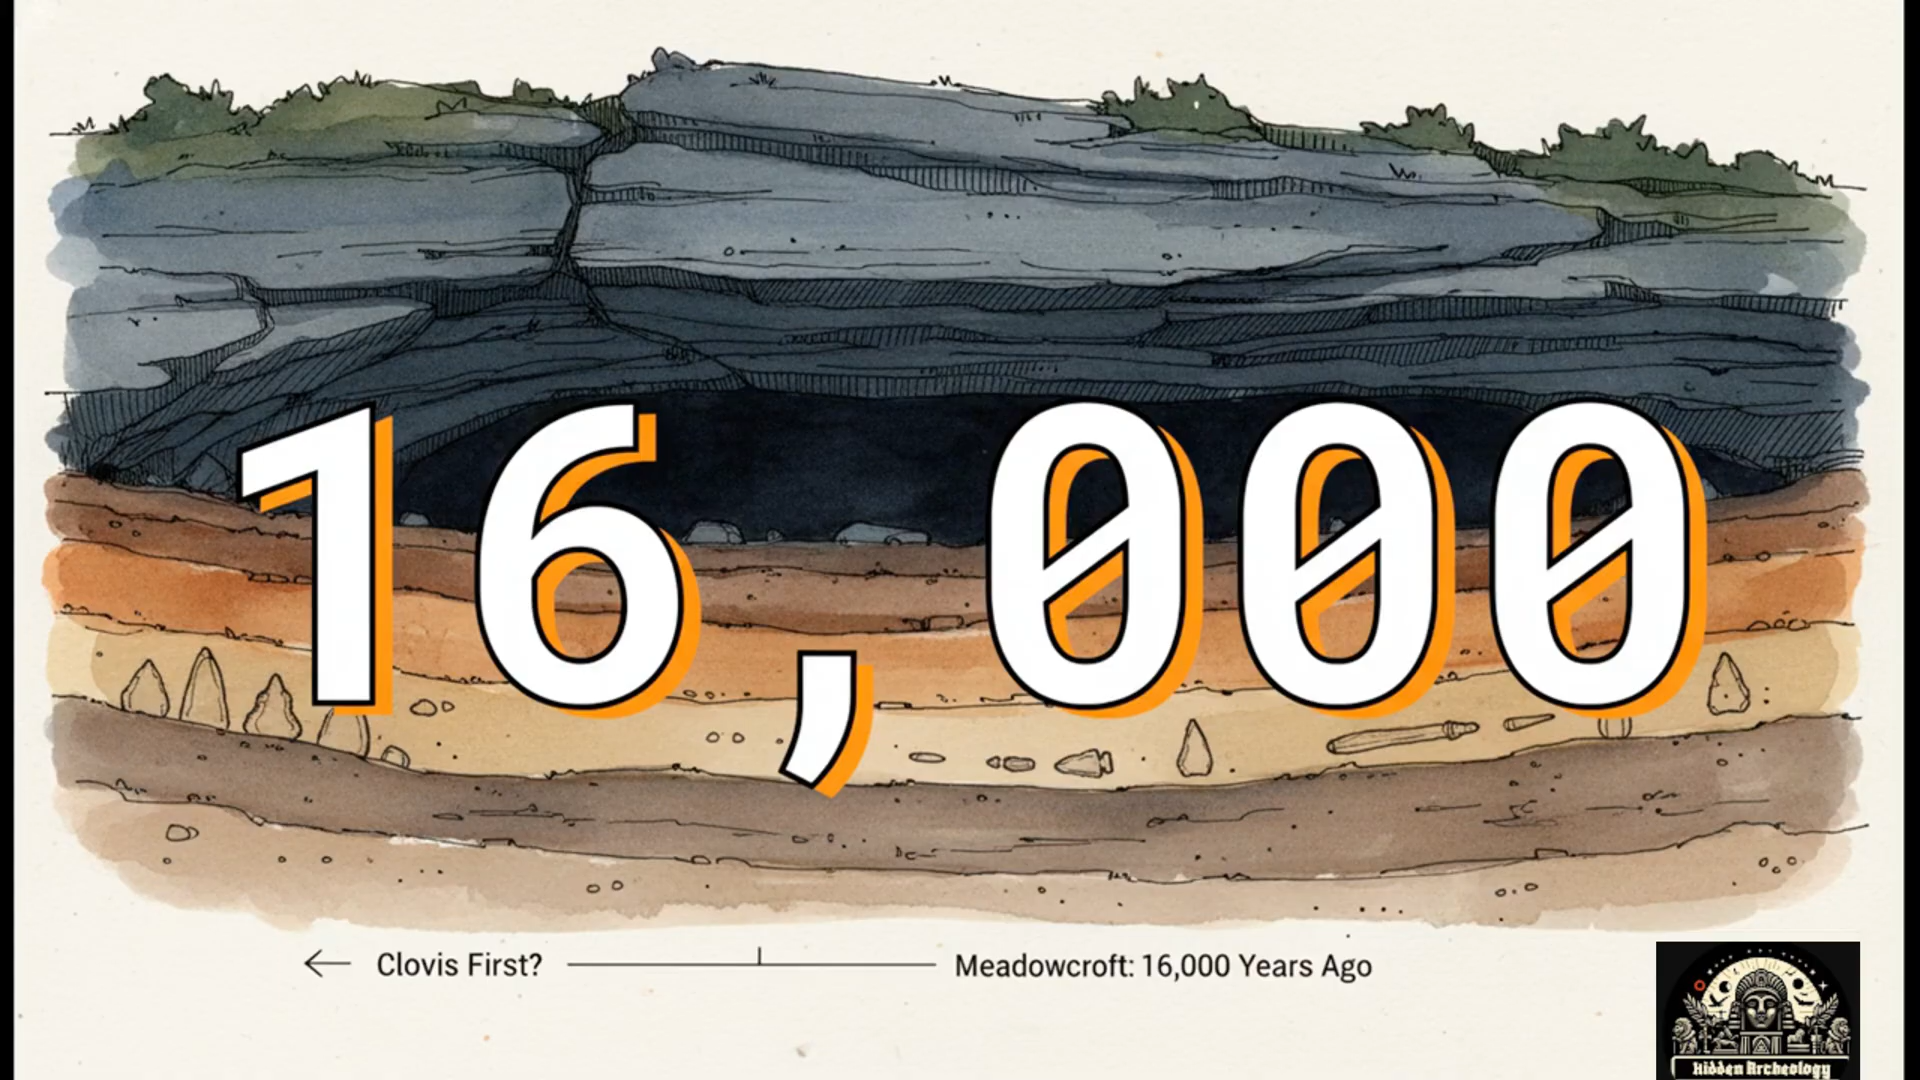 16,000
Clovis First?
Meadowcroft: 16,000 Years Ago
Hidden Archeology